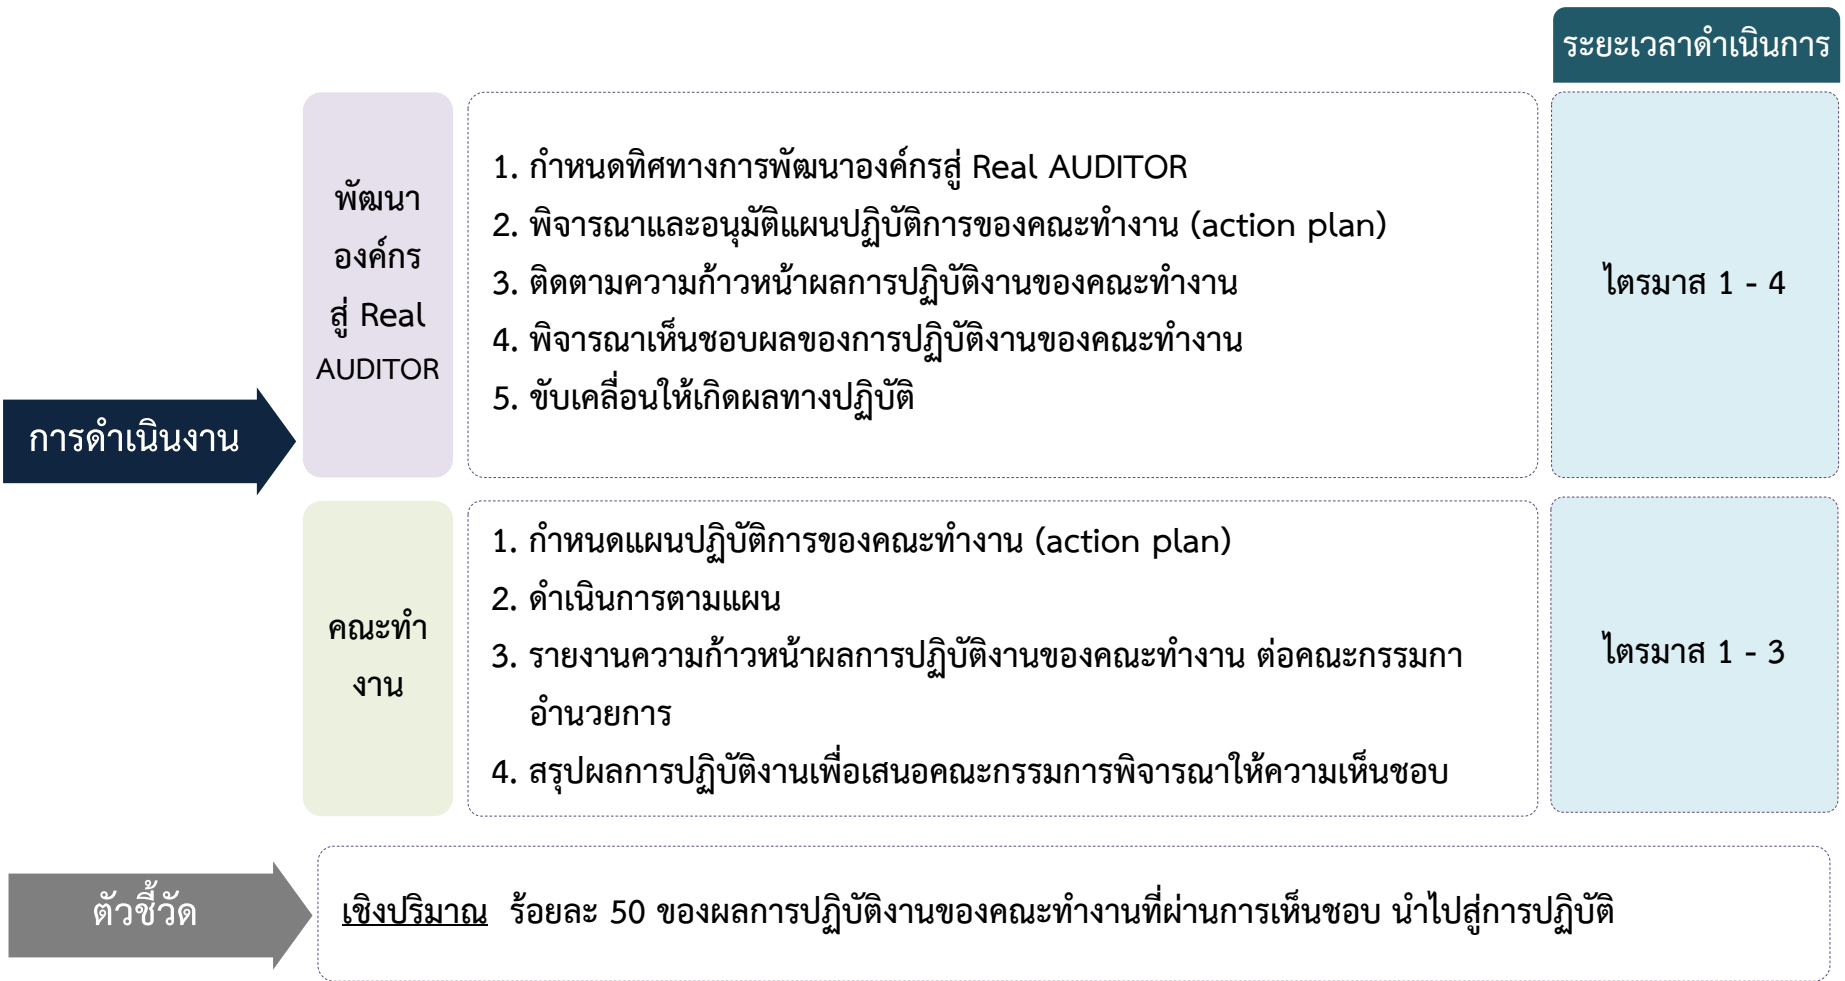 ระยะเวลาดำเนินการ
การดำเนินงาน
พัฒนา
องค์กร
สู่ Real
AUDITOR
1. กำหนดทิศทางการพัฒนาองค์กรสู่ Real AUDITOR
2. พิจารณาและอนุมัติแผนปฏิบัติการของคณะทำงาน (action plan)
3. ติดตามความก้าวหน้าผลการปฏิบัติงานของคณะทำงาน
4. พิจารณาเห็นชอบผลของการปฏิบัติงานของคณะทำงาน
5. ขับเคลื่อนให้เกิดผลทางปฏิบัติ
ไตรมาส 1 - 4
คณะทำ
งาน
1. กำหนดแผนปฏิบัติการของคณะทำงาน (action plan)
2. ดำเนินการตามแผน
3. รายงานความก้าวหน้าผลการปฏิบัติงานของคณะทำงาน ต่อคณะกรรมกา
อำนวยการ
4. สรุปผลการปฏิบัติงานเพื่อเสนอคณะกรรมการพิจารณาให้ความเห็นชอบ
ไตรมาส 1 - 3
ตัวชี้วัด
เชิงปริมาณ ร้อยละ 50 ของผลการปฏิบัติงานของคณะทำงานที่ผ่านการเห็นชอบ นำไปสู่การปฏิบัติ